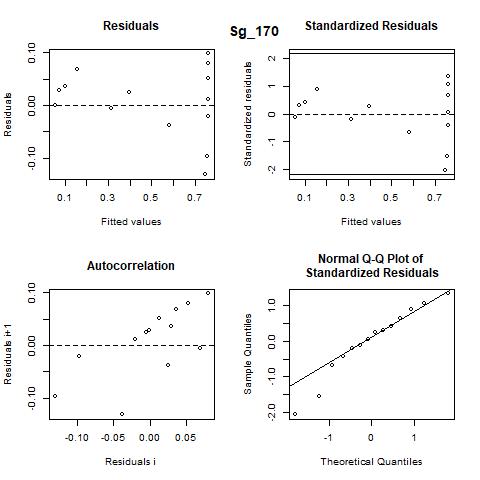 Sg_170
Residuals
0.10
0.00
-0.10
Residuals
0.1
0.3
0.5
0.7
Fitted values
Standardized Residuals
2
1
0
-1
-2
Standardized residuals
0.1
0.3
0.5
0.7
Fitted values
Autocorrelation
0.10
0.00
-0.10
Residuals i+1
-0.10
-0.05
0.00
0.05
Residuals i
Normal Q-Q Plot of
Standardized Residuals
1.0
0.0
-1.0
-2.0
Sample Quantiles
-1
0
1
Theoretical Quantiles